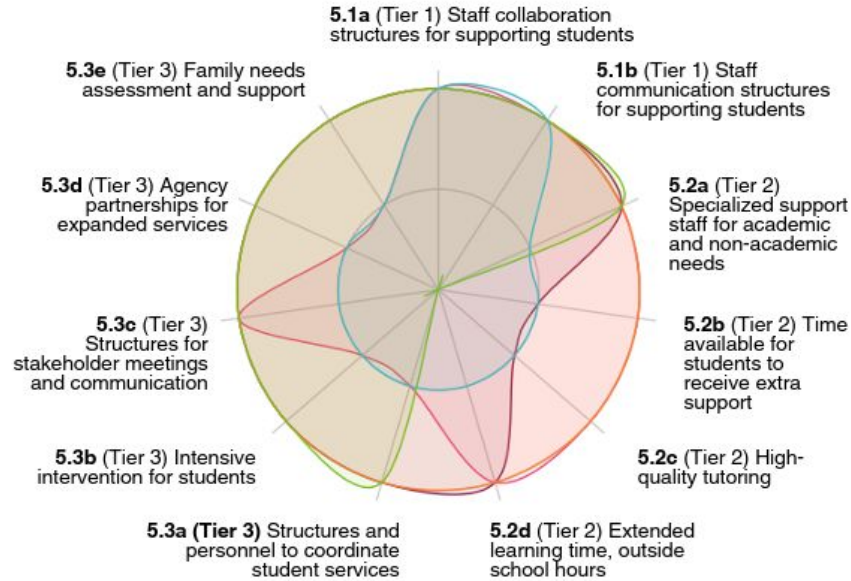 5.1a (Tier 1) Staff collaboration
structures for supporting students
5.1b (Tier 1) Staff
communication structures
for supporting students
5.2a (Tier 2)
Specialized support
staff for academic
and non-academic
needs
5.2b (Tier 2) Time
available for
students to
receive extra
support
5.2c (Tier 2) High-
quality tutoring
5.2d (Tier 2) Extended
learning time, outside
school hours
5.3a (Tier 3) Structures and
personnel to coordinate
student services
5.3b (Tier 3) Intensive
intervention for students
5.3c (Tier 3)
Structures for
stakeholder meetings
and communication
5.3d (Tier 3) Agency
partnerships for
expanded services
5.3e (Tier 3) Family needs
assessment and support